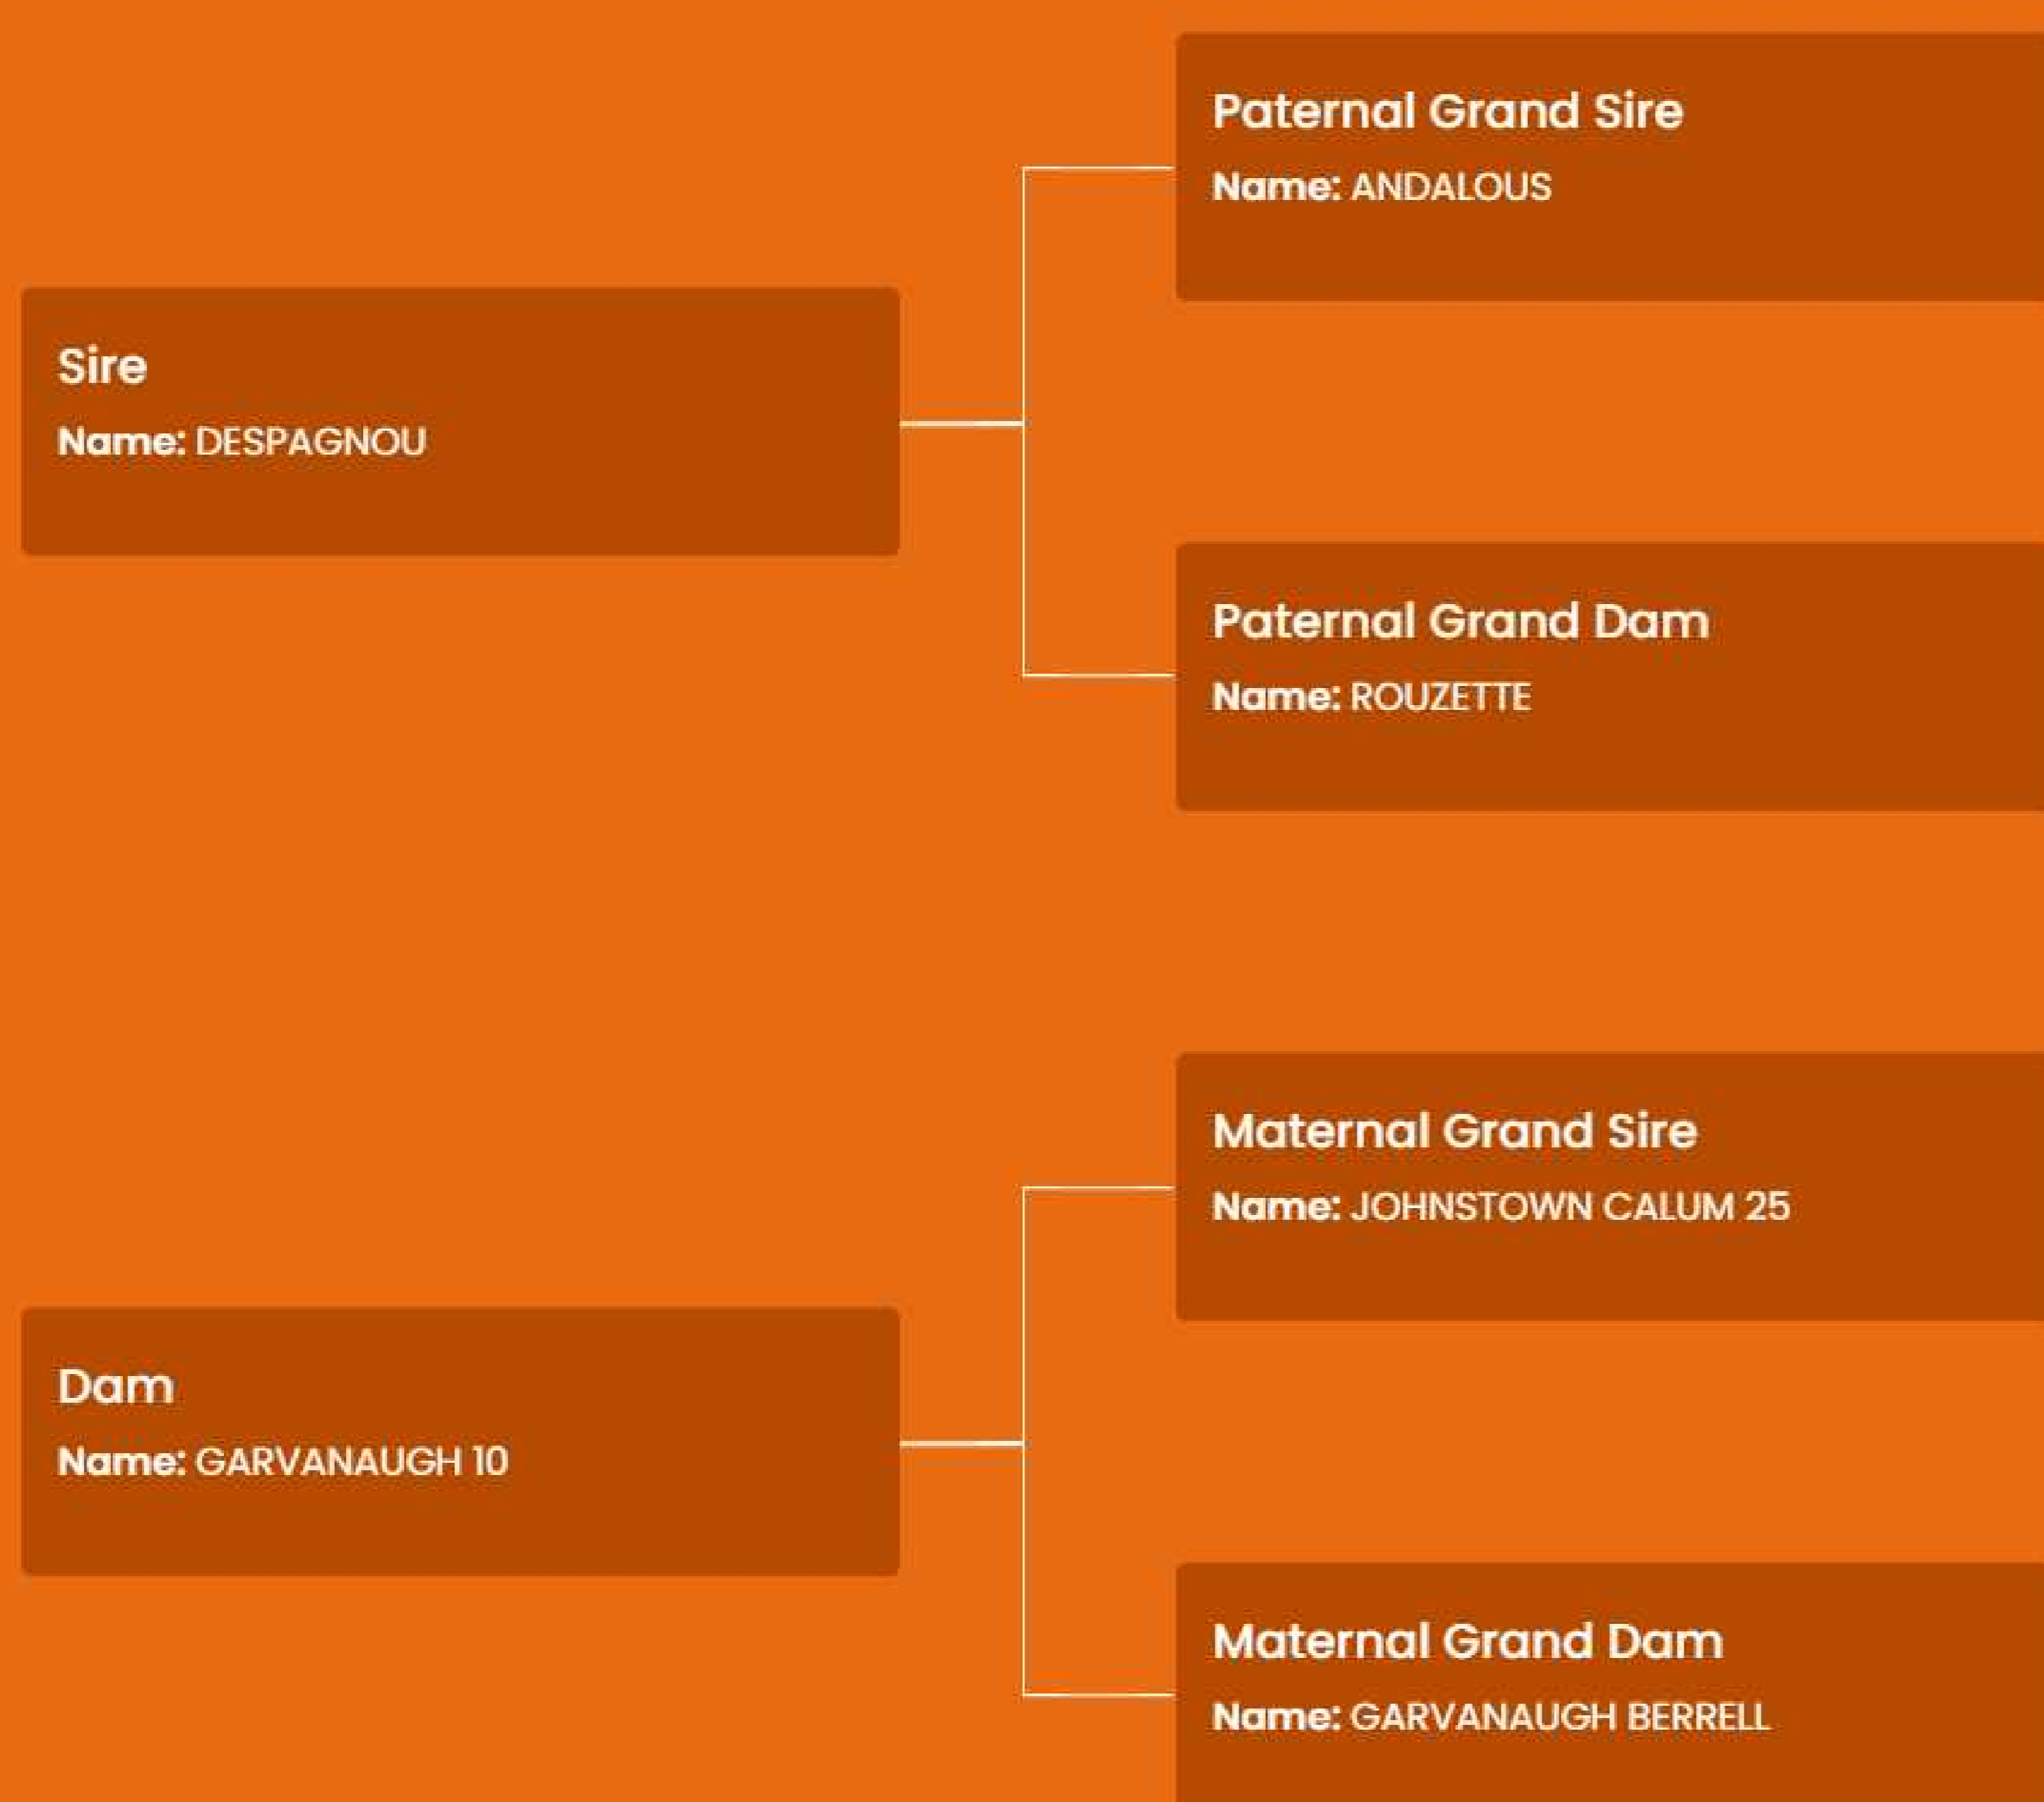 Paternal Grand Sire
Name: ANDALOUS
Sire
Name: DESPAGNOU
Paternal Grand Dam
Name: ROUZETTE
Maternal Grand Sire
Name: JOHNSTOWN CALUM 25
Dam
Name: GARVANAUGH 10
Maternal Grand Dam
Name: GARVANAUGH BERRELL